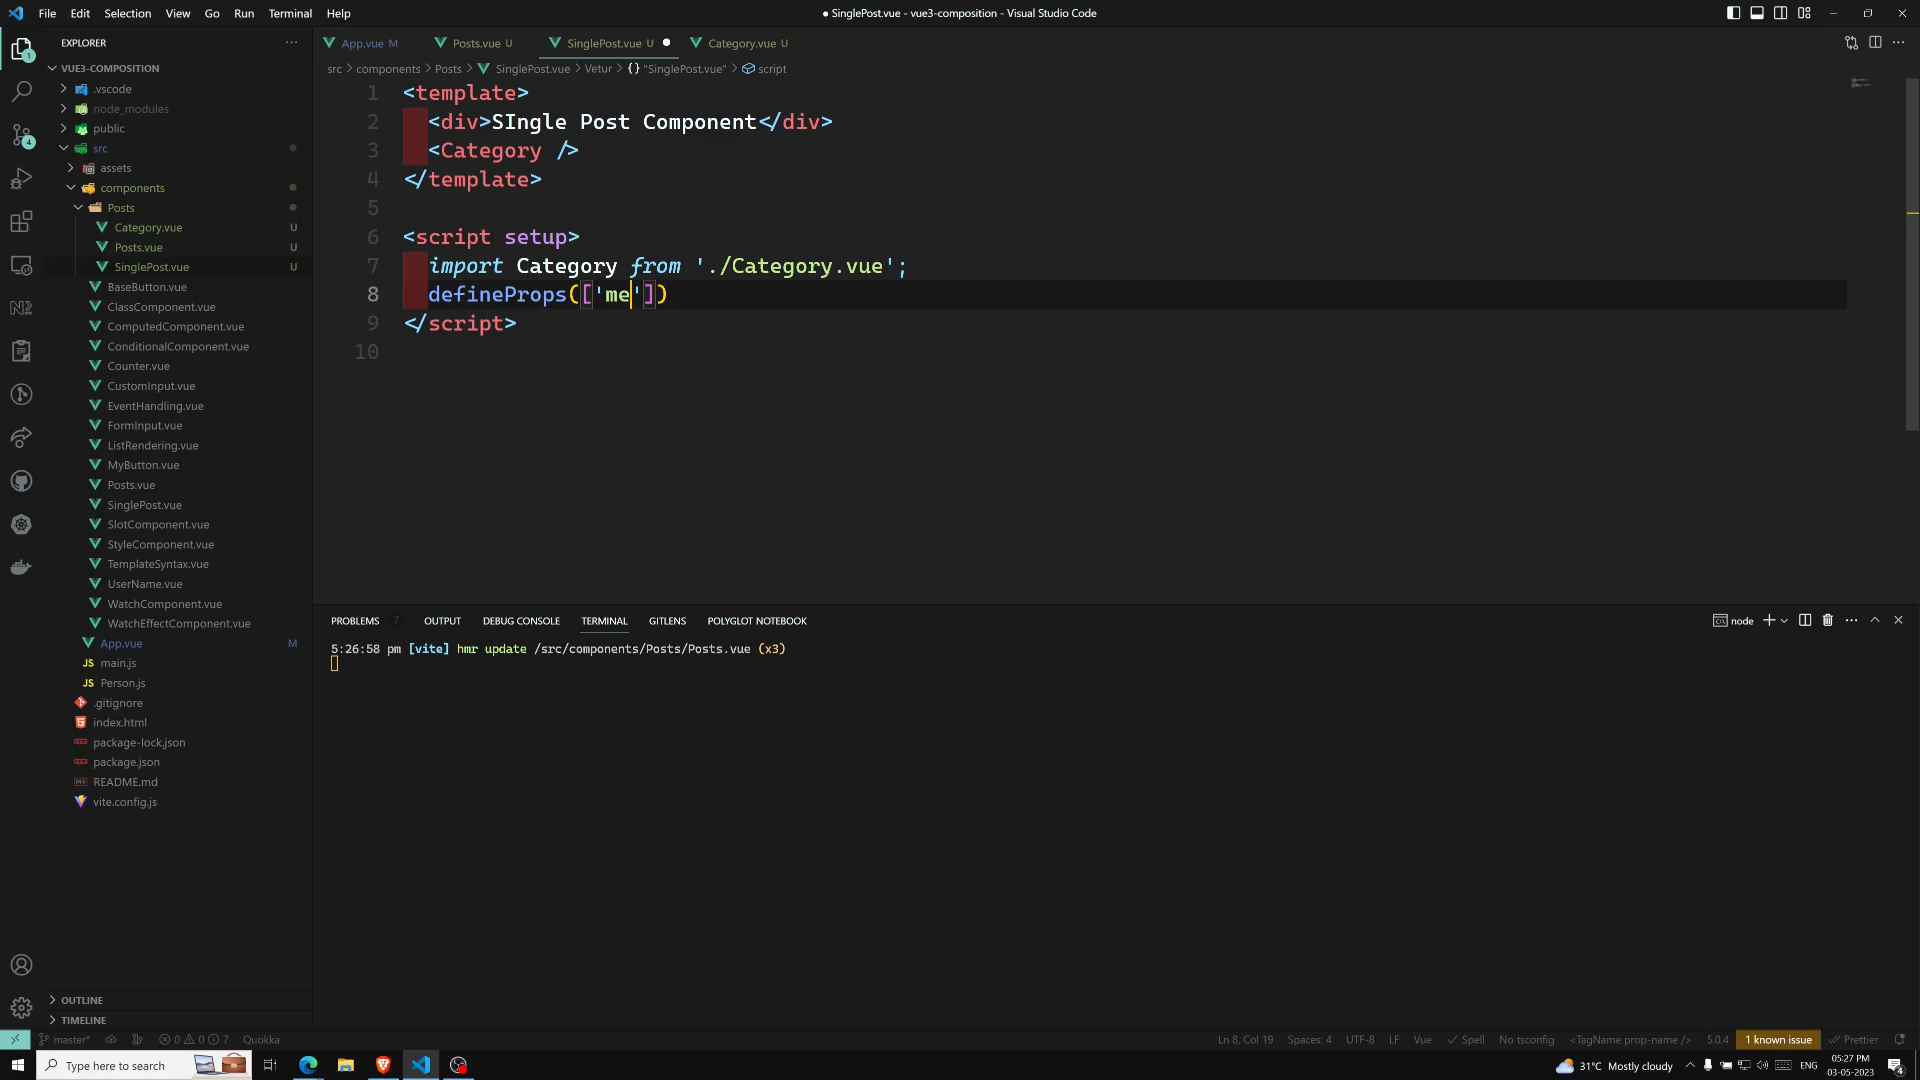 File Edit Selection View Go Run Terminal Help
● SinglePost.vue - vue3-composition - Visual Studio Code
EXPLORER
App.vue M
Posts.vue U
SinglePost.vue U
Category.vue U
src > components > Posts > SinglePost.vue > Vetur > {} "SinglePost.vue" > script
VUE3-COMPOSITION
.vscode
node_modules
public
src
assets
components
Posts
Category.vue U
Posts.vue U
SinglePost.vue U
BaseButton.vue
ClassComponent.vue
ComputedComponent.vue
ConditionalComponent.vue
Counter.vue
CustomInput.vue
EventHandling.vue
FormInput.vue
ListRendering.vue
MyButton.vue
Posts.vue
SinglePost.vue
SlotComponent.vue
StyleComponent.vue
TemplateSyntax.vue
UserName.vue
WatchComponent.vue
WatchEffectComponent.vue
App.vue M
JS main.js
JS Person.js
.gitignore
index.html
package-lock.json
package.json
README.md
vite.config.js
OUTLINE
TIMELINE
1 <template>
2 <div>SIngle Post Component</div>
3 <Category />
4 </template>
5
6 <script setup>
7 import Category from './Category.vue';
8 defineProps(['me'])
9 </script>
10
PROBLEMS 7 OUTPUT DEBUG CONSOLE TERMINAL GITLENS POLYGLOT NOTEBOOK
node
5:26:58 pm [vite] hmr update /src/components/Posts/Posts.vue (x3)
master* 0 0 7 Quokka
Ln 8, Col 19 Spaces: 4 UTF-8 LF Vue Spell No tsconfig <TagName prop-name /> 5.0.4 1 known issue Prettier
Type here to search
31°C Mostly cloudy
ENG
05:27 PM
03-05-2023
4